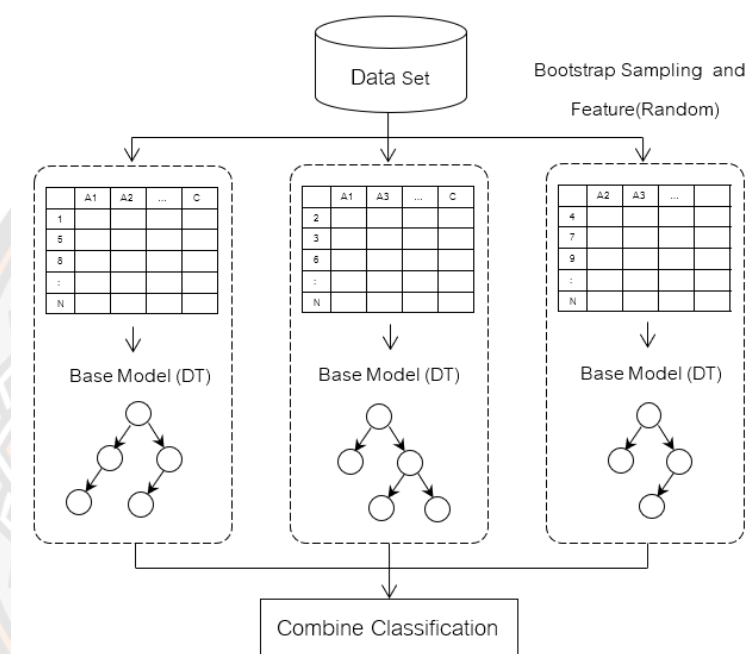 Data Set
Bootstrap Sampling and
Feature(Random)
A1 A2 ... C
1
5
8
:
N
Base Model (DT)
A1 A3 ... C
2
3
6
:
N
Base Model (DT)
A2 A3 ...
4
7
9
:
N
Base Model (DT)
Combine Classification